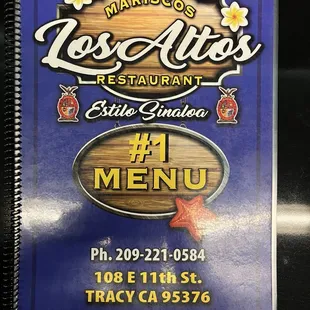 MARISCOS
Los Altos
RESTAURANT
Estilo Sinaloa
#1
MENU
Ph. 209-221-0584
108 E 11th St.
TRACY CA 95376